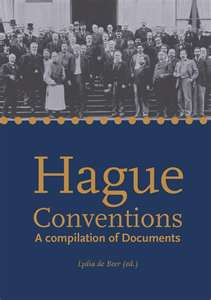 Hague
Conventions
A compilation of Documents
Lydia de Beer (ed.)